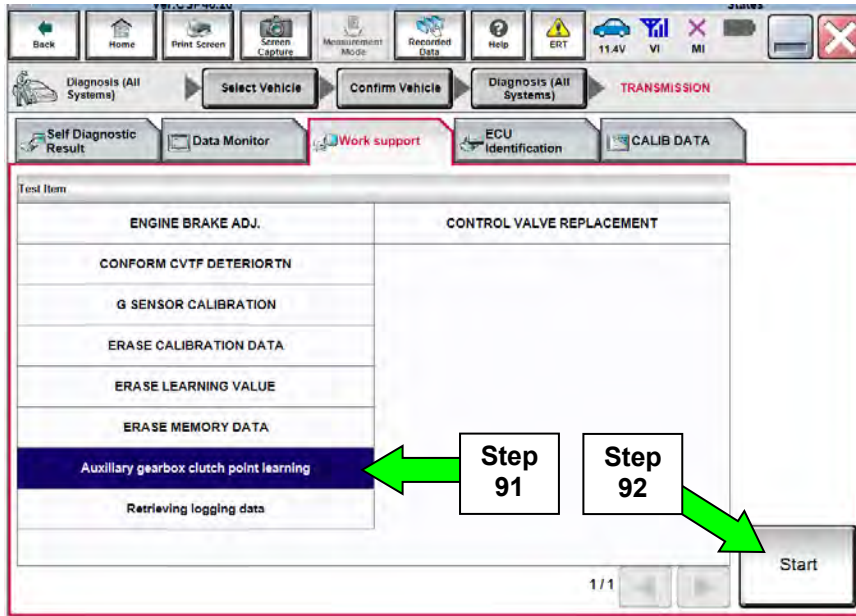 Back
Home
Print Screen
Screen
Capture
Measurement
Mode
Recorded
Data
Help
ERT
11.4V
VI
MI
Diagnosis (All
Systems)
Select Vehicle
Confirm Vehicle
Diagnosis (All
Systems)
TRANSMISSION
Self Diagnostic
Result
Data Monitor
Work support
ECU
Identification
CALIB DATA
Test Item
ENGINE BRAKE ADJ.
CONTROL VALVE REPLACEMENT
CONFORM CVTF DETERIORTN
G SENSOR CALIBRATION
ERASE CALIBRATION DATA
ERASE LEARNING VALUE
ERASE MEMORY DATA
Auxiliary gearbox clutch point learning
Retrieving logging data
Step
91
Step
92
Start
1/1